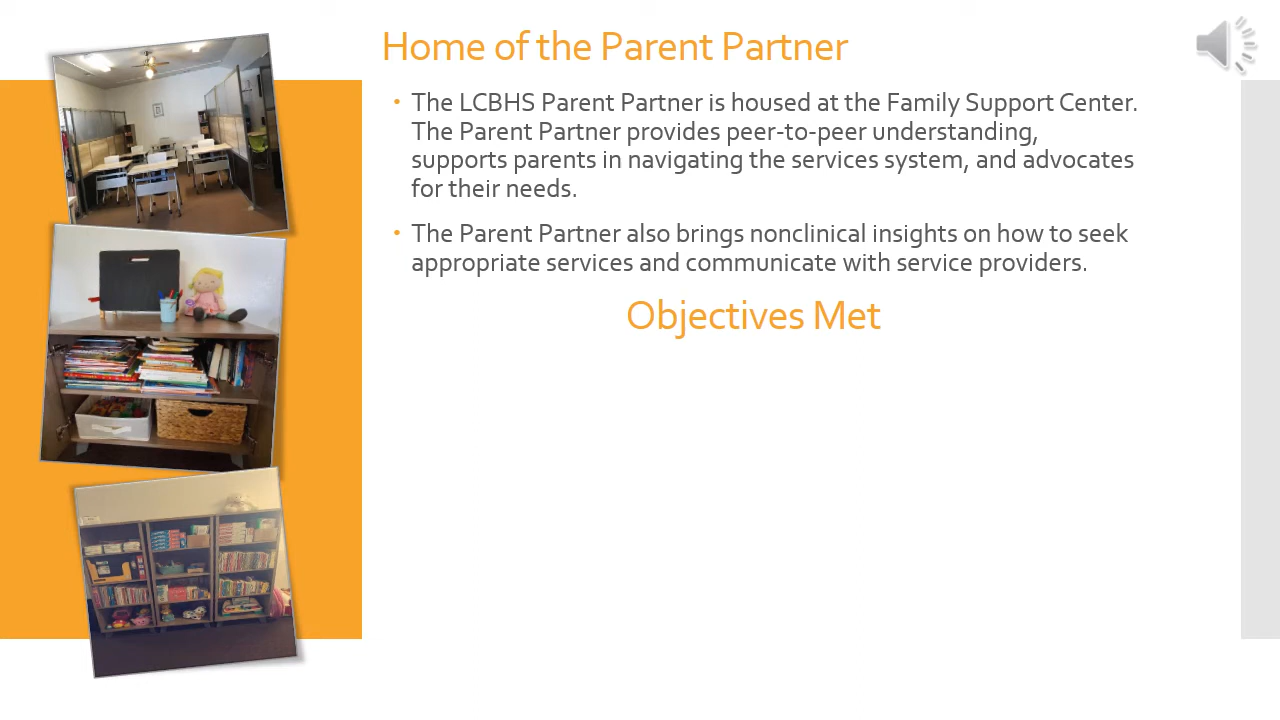 Home of the Parent Partner
• The LCBHS Parent Partner is housed at the Family Support Center.
The Parent Partner provides peer-to-peer understanding,
supports parents in navigating the services system, and advocates
for their needs.
• The Parent Partner also brings nonclinical insights on how to seek
appropriate services and communicate with service providers.
Objectives Met